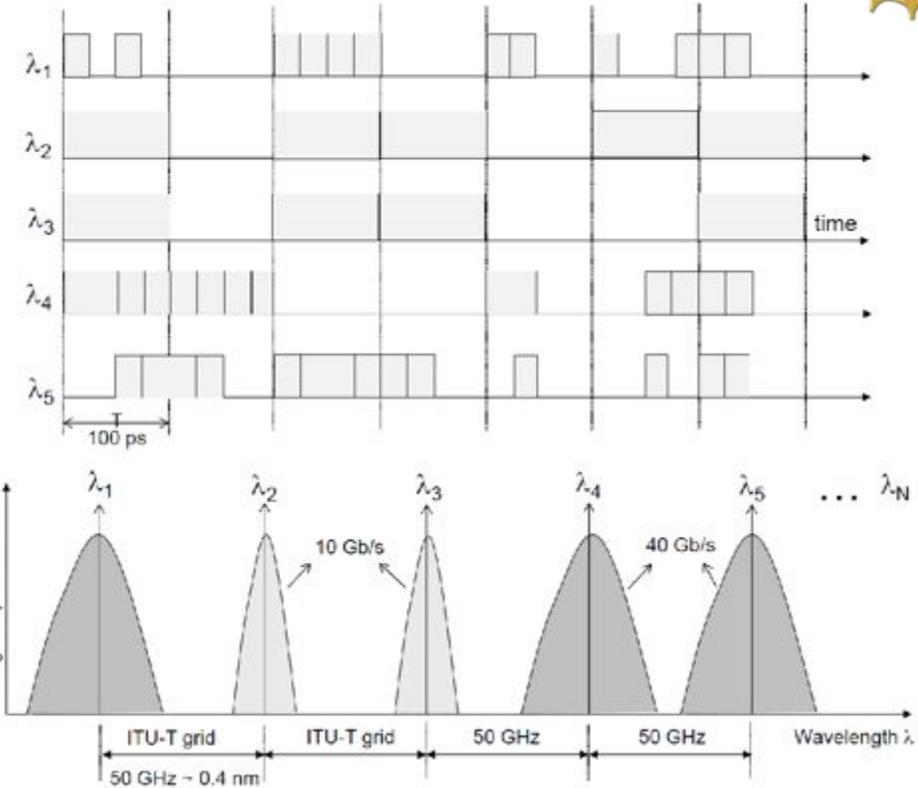 λ1
λ2
λ3
time
λ4
λ5
T
100 ps
λ1 λ2 λ3 λ4 λ5 ... λN
10 Gb/s 40 Gb/s
ITU-T grid ITU-T grid 50 GHz 50 GHz Wavelength λ
50 GHz ~ 0.4 nm